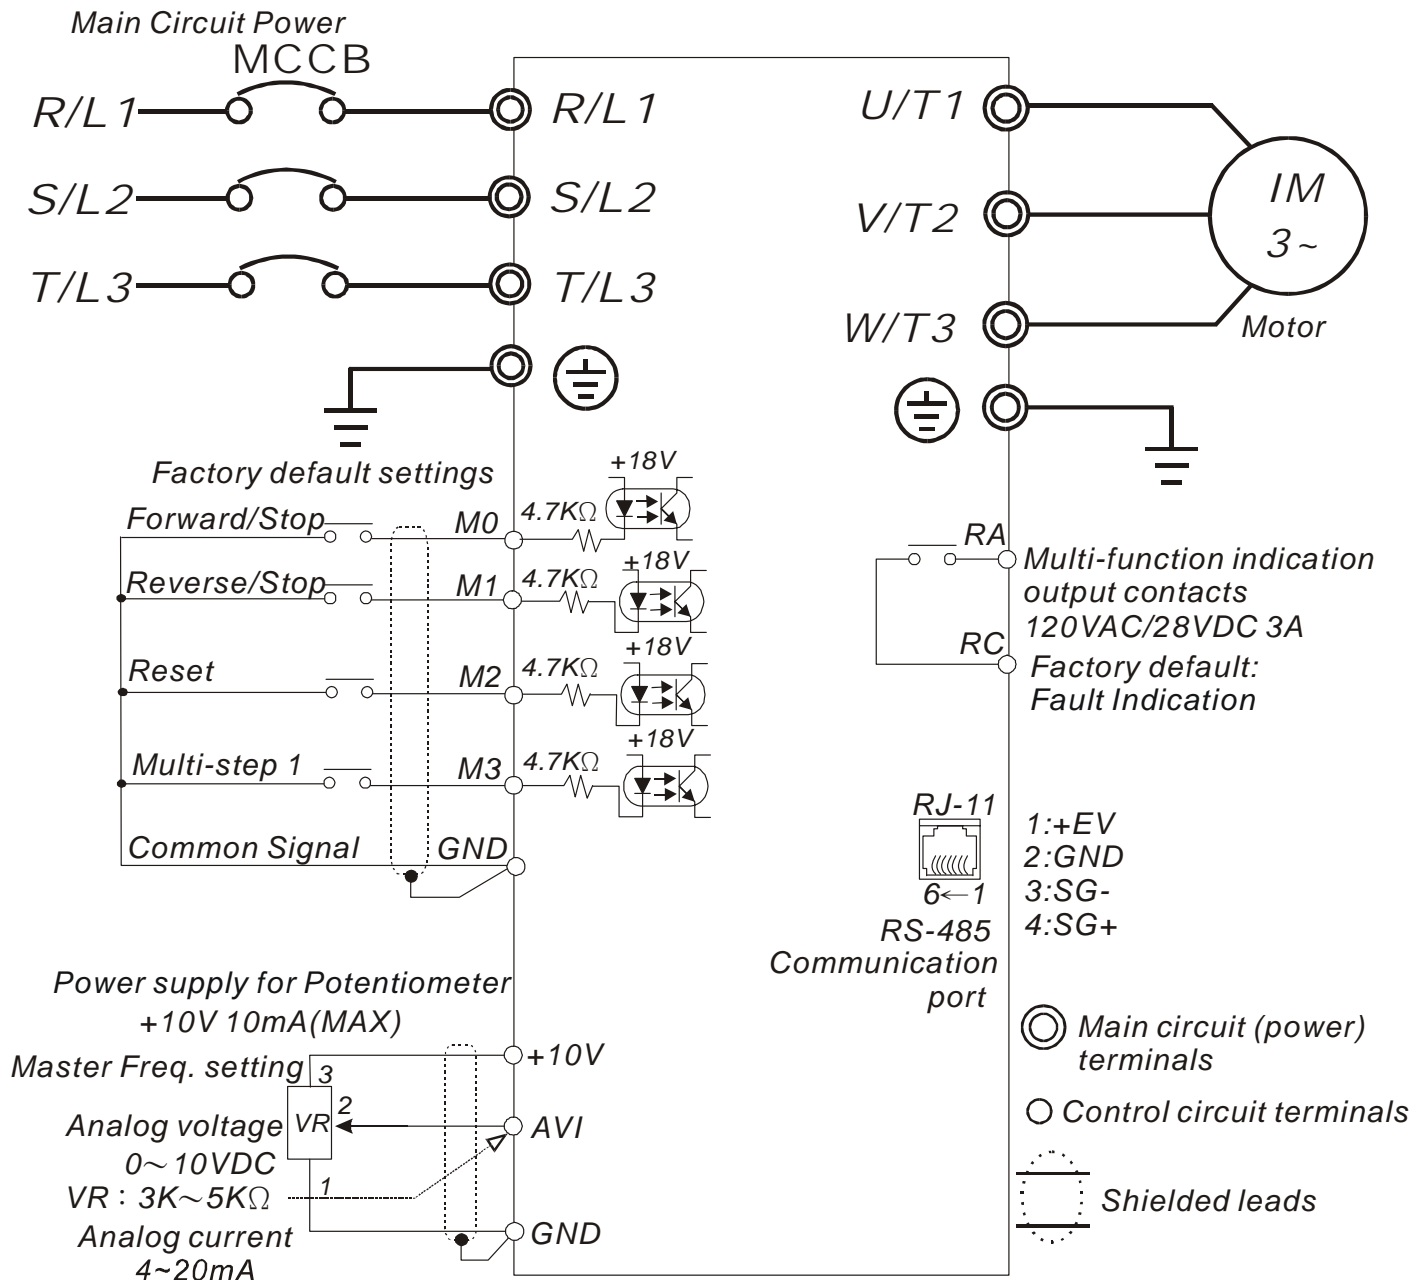 Main Circuit Power
MCCB
R/L1
R/L1
S/L2
S/L2
T/L3
T/L3
U/T1
V/T2
W/T3
IM
3~
Motor
Factory default settings
Forward/Stop
M0
4.7KΩ
+18V
Reverse/Stop
M1
4.7KΩ
+18V
Reset
M2
4.7KΩ
+18V
Multi-step 1
M3
4.7KΩ
+18V
Common Signal
GND
RA
RC
Multi-function indication
output contacts
120VAC/28VDC 3A
Factory default:
Fault Indication
RJ-11
6←1
RS-485
Communication
port
1:+EV
2:GND
3:SG-
4:SG+
Power supply for Potentiometer
+10V 10mA(MAX)
Master Freq. setting
3
+10V
2
VR
Analog voltage
0~10VDC
AVI
VR : 3K~5KΩ
1
Analog current
4~20mA
GND
Main circuit (power)
terminals
Control circuit terminals
Shielded leads